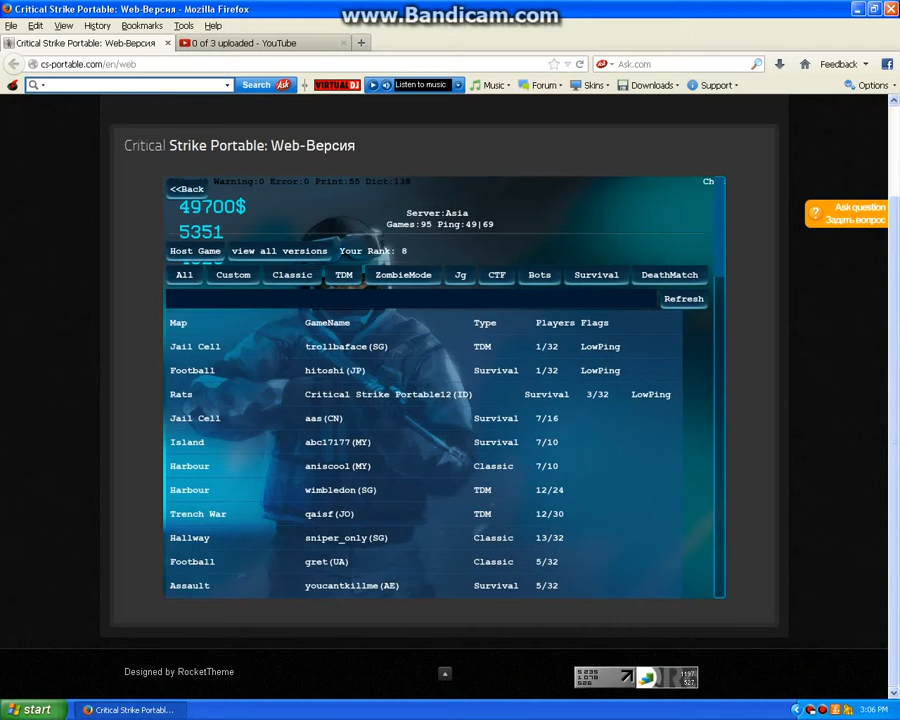 Critical Strike Portable: Web-Версия - Mozilla Firefox
www.Bandicam.com
File Edit View History Bookmarks Tools Help
Critical Strike Portable: Web-Версия × 0 of 3 uploaded - YouTube × +
cs-portable.com/en/web Ask.com Feedback
Search Ask VIRTUALDJ Listen to music Music Forum Skins Downloads Support Options
Critical Strike Portable: Web-Версия
Warning:0 Error:0 Print:55 Dict:138 Ch
<<Back
49700$
Server:Asia
Games:95 Ping:49|69
5351
Host Game view all versions Your Rank: 8
All Custom Classic TDM ZombieMode Jg CTF Bots Survival DeathMatch
Refresh
Map GameName Type Players Flags
Jail Cell trollbaface(SG) TDM 1/32 LowPing
Football hitoshi(JP) Survival 1/32 LowPing
Rats Critical Strike Portable12(ID) Survival 3/32 LowPing
Jail Cell aas(CN) Survival 7/16
Island abc17177(MY) Survival 7/10
Harbour aniscool(MY) Classic 7/10
Harbour wimbledon(SG) TDM 12/24
Trench War qaisf(JO) TDM 12/30
Hallway sniper_only(SG) Classic 13/32
Football gret(UA) Classic 5/32
Assault youcantkillme(AE) Survival 5/32
Ask question
Задать вопрос
Designed by RocketTheme
start Critical Strike Portabl... 3:06 PM